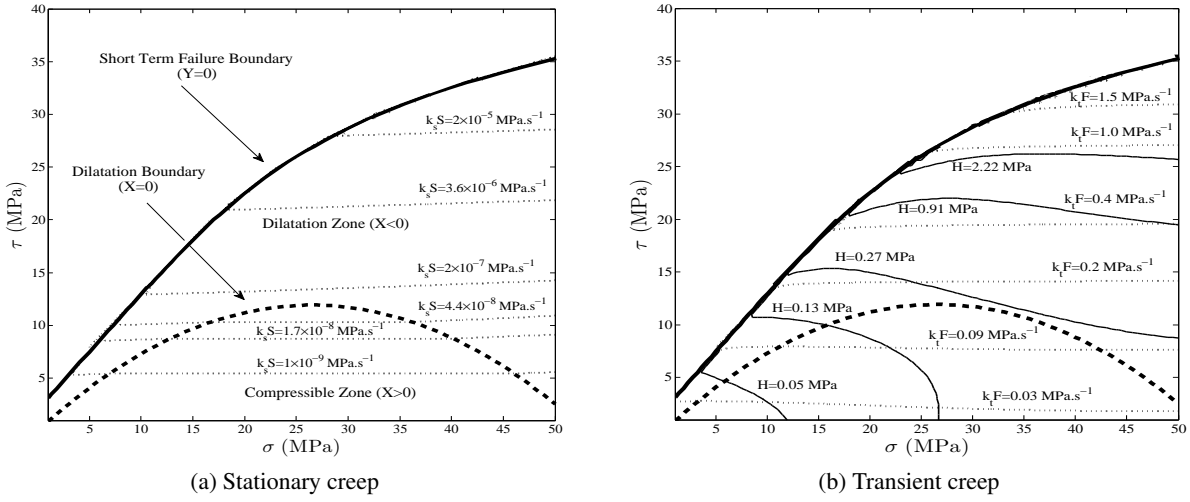 40
35
30
25
20
15
10
5
τ (MPa)
Short Term Failure Boundary
(Y=0)
Dilatation Boundary
(X=0)
k_sS=2×10⁻⁵ MPa.s⁻¹
k_sS=3.6×10⁻⁶ MPa.s⁻¹
Dilatation Zone (X<0)
k_sS=2×10⁻⁷ MPa.s⁻¹
k_sS=4.4×10⁻⁸ MPa.s⁻¹
k_sS=1.7×10⁻⁸ MPa.s⁻¹
k_sS=1×10⁻⁹ MPa.s⁻¹
Compressible Zone (X>0)
5 10 15 20 25 30 35 40 45 50
σ (MPa)
(a) Stationary creep
40
35
30
25
20
15
10
5
τ (MPa)
k_tF=1.5 MPa.s⁻¹
k_tF=1.0 MPa.s⁻¹
H=2.22 MPa
k_tF=0.4 MPa.s⁻¹
H=0.91 MPa
H=0.27 MPa
k_tF=0.2 MPa.s⁻¹
H=0.13 MPa
k_tF=0.09 MPa.s⁻¹
H=0.05 MPa
k_tF=0.03 MPa.s⁻¹
5 10 15 20 25 30 35 40 45 50
σ (MPa)
(b) Transient creep